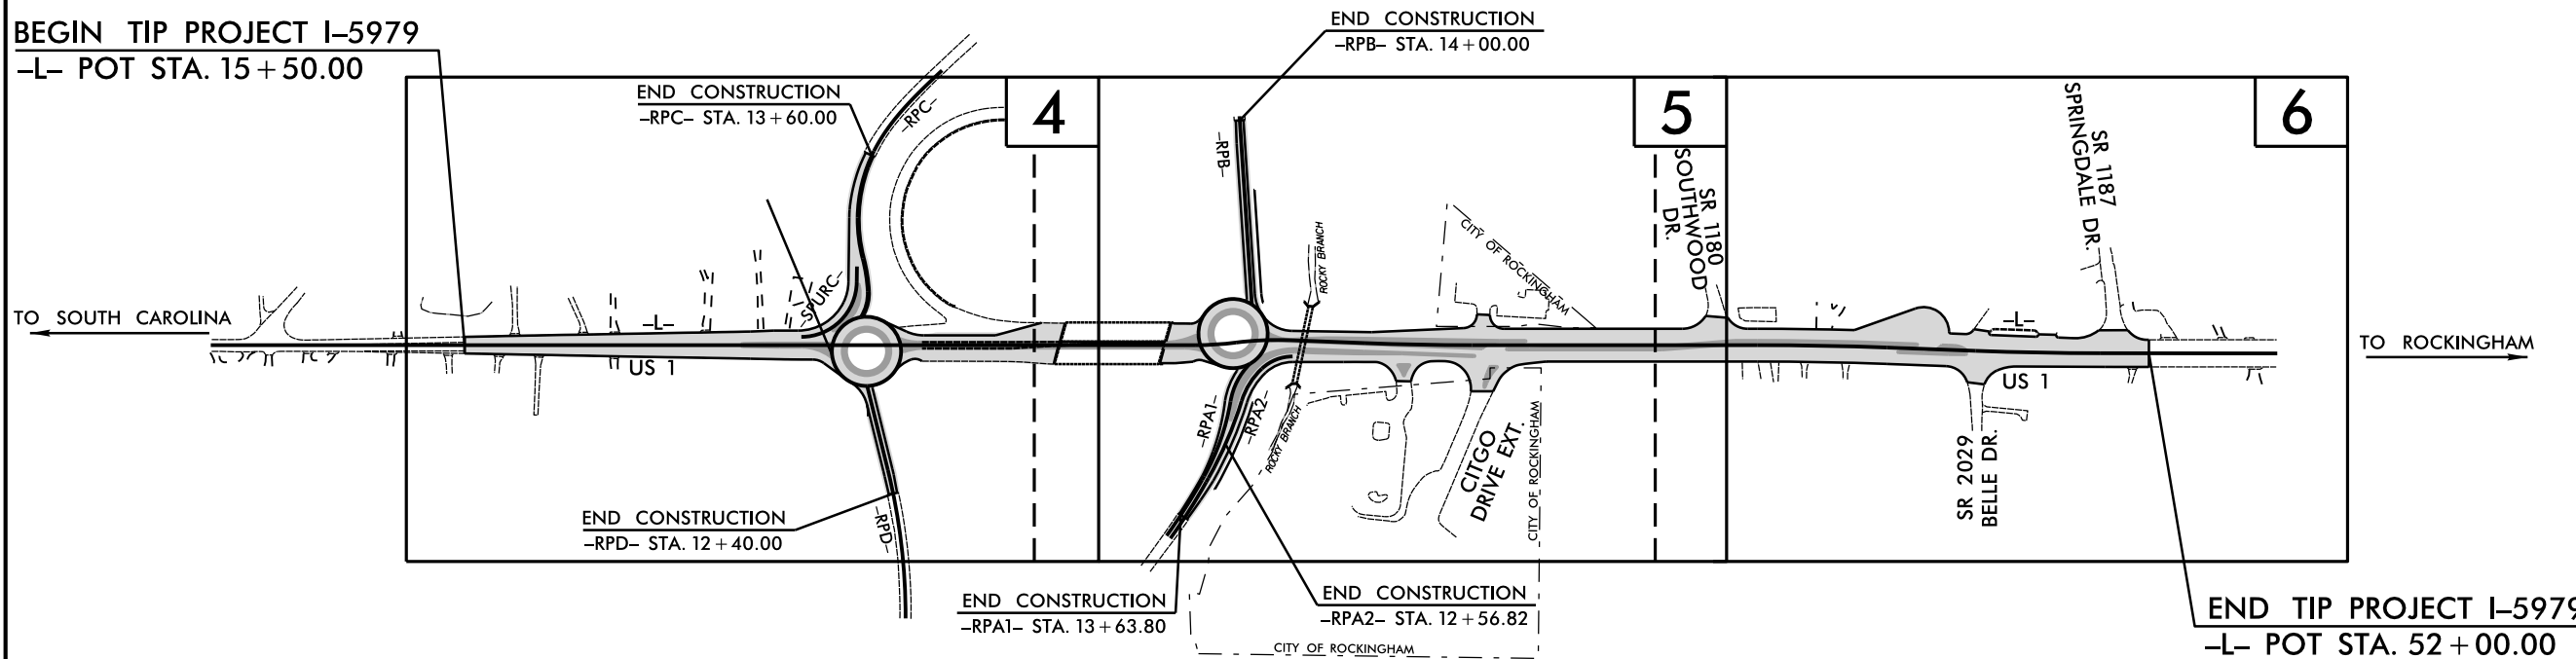 BEGIN TIP PROJECT I–5979
–L– POT STA. 15+50.00
END CONSTRUCTION
–RPB– STA. 14+00.00
END CONSTRUCTION
–RPC– STA. 13+60.00
–RPC–
4
5
6
–RPB–
SR 1180
SOUTHWOOD
DR.
SR 1187
SPRINGDALE DR.
ROCKY BRANCH
CITY OF ROCKINGHAM
–SPURC–
TO SOUTH CAROLINA
–L–
–L–
TO ROCKINGHAM
US 1
US 1
–RPA1–
–RPA2–
ROCKY BRANCH
CITGO
DRIVE EXT.
CITY OF ROCKINGHAM
SR 2029
BELLE DR.
END CONSTRUCTION
–RPD– STA. 12+40.00
–RPD–
END CONSTRUCTION
–RPA1– STA. 13+63.80
END CONSTRUCTION
–RPA2– STA. 12+56.82
CITY OF ROCKINGHAM
END TIP PROJECT I–5979
–L– POT STA. 52+00.00